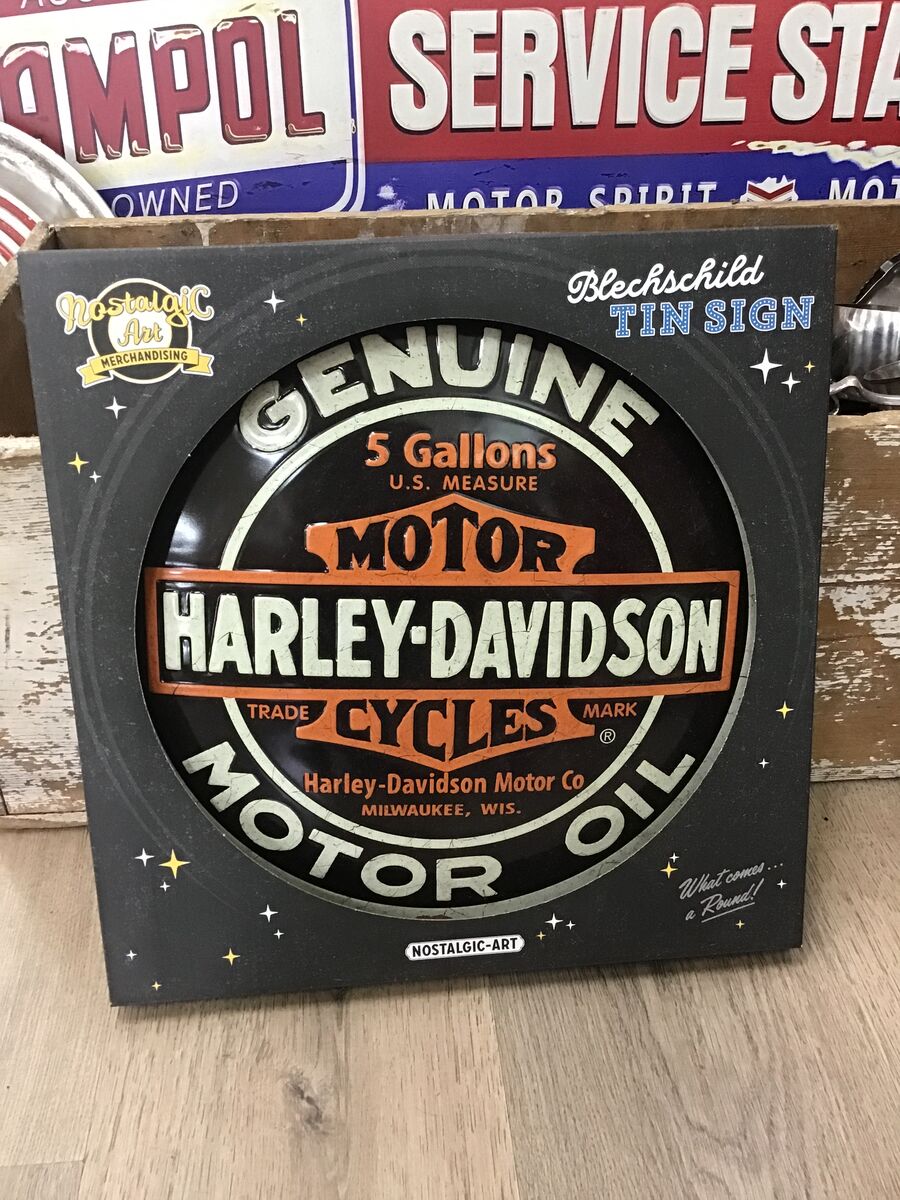 AMPOL
OWNED
SERVICE STA
MOTOR SPIRIT
MOT
Nostalgic
Art
MERCHANDISING
Blechschild
TIN SIGN
GENUINE
5 Gallons
U.S. MEASURE
MOTOR
HARLEY-DAVIDSON
TRADE CYCLES MARK
®
Harley-Davidson Motor Co
MILWAUKEE, WIS.
MOTOR OIL
What comes...
a Round!
NOSTALGIC-ART